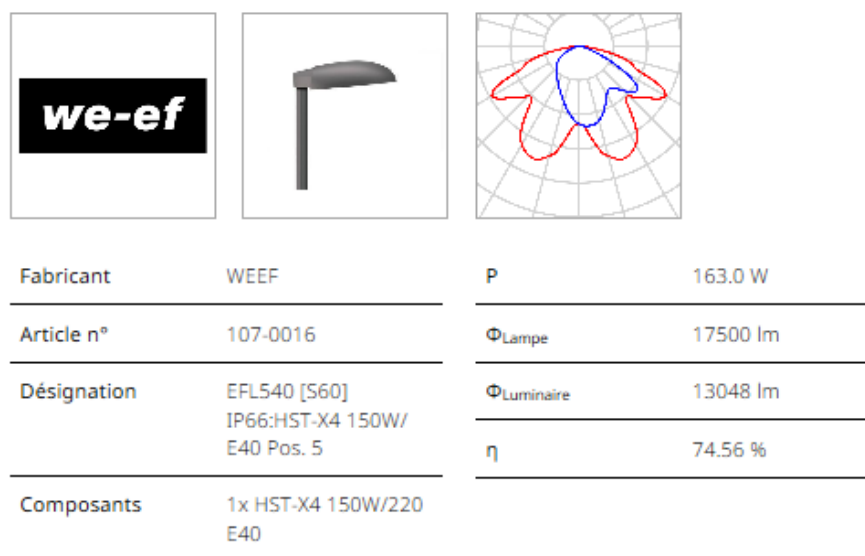 we-ef
Fabricant WEEF
Article n° 107-0016
Désignation EFL540 [S60]
IP66:HST-X4 150W/
E40 Pos. 5
Composants 1x HST-X4 150W/220
E40
P 163.0 W
ΦLampe 17500 lm
ΦLuminaire 13048 lm
η 74.56 %